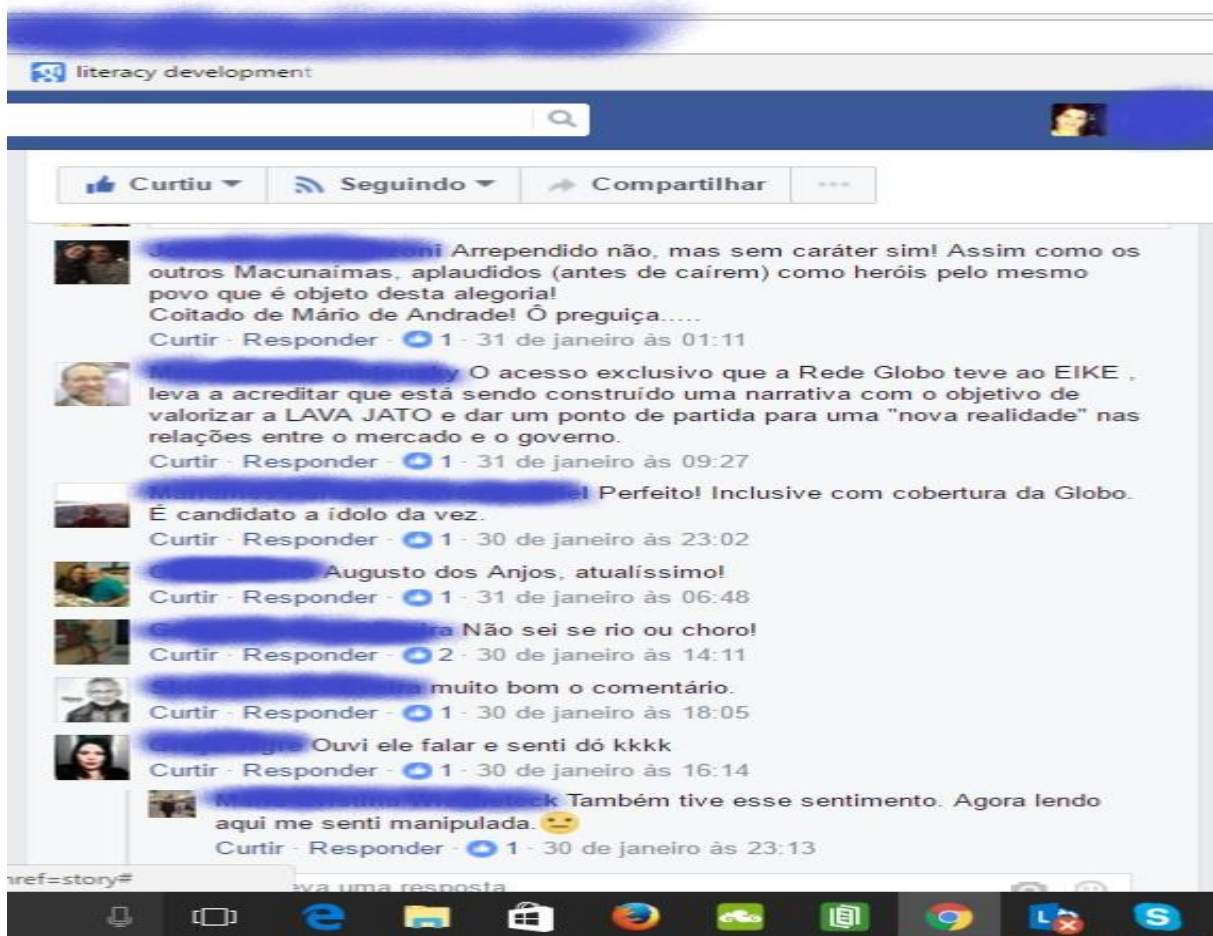 literacy development
Curtiu
Seguindo
Compartilhar
oni Arrependido não, mas sem caráter sim! Assim como os
outros Macunaímas, aplaudidos (antes de caírem) como heróis pelo mesmo
povo que é objeto desta alegoria!
Coitado de Mário de Andrade! Ô preguiça.....
Curtir · Responder · 1 · 31 de janeiro às 01:11
O acesso exclusivo que a Rede Globo teve ao EIKE ,
leva a acreditar que está sendo construído uma narrativa com o objetivo de
valorizar a LAVA JATO e dar um ponto de partida para uma "nova realidade" nas
relações entre o mercado e o governo.
Curtir · Responder · 1 · 31 de janeiro às 09:27
Perfeito! Inclusive com cobertura da Globo.
É candidato a ídolo da vez.
Curtir · Responder · 1 · 30 de janeiro às 23:02
Augusto dos Anjos, atualíssimo!
Curtir · Responder · 1 · 31 de janeiro às 06:48
Não sei se rio ou choro!
Curtir · Responder · 2 · 30 de janeiro às 14:11
muito bom o comentário.
Curtir · Responder · 1 · 30 de janeiro às 18:05
Ouvi ele falar e senti dó kkkk
Curtir · Responder · 1 · 30 de janeiro às 16:14
Também tive esse sentimento. Agora lendo
aqui me senti manipulada.
Curtir · Responder · 1 · 30 de janeiro às 23:13
href=story#
eva uma resposta